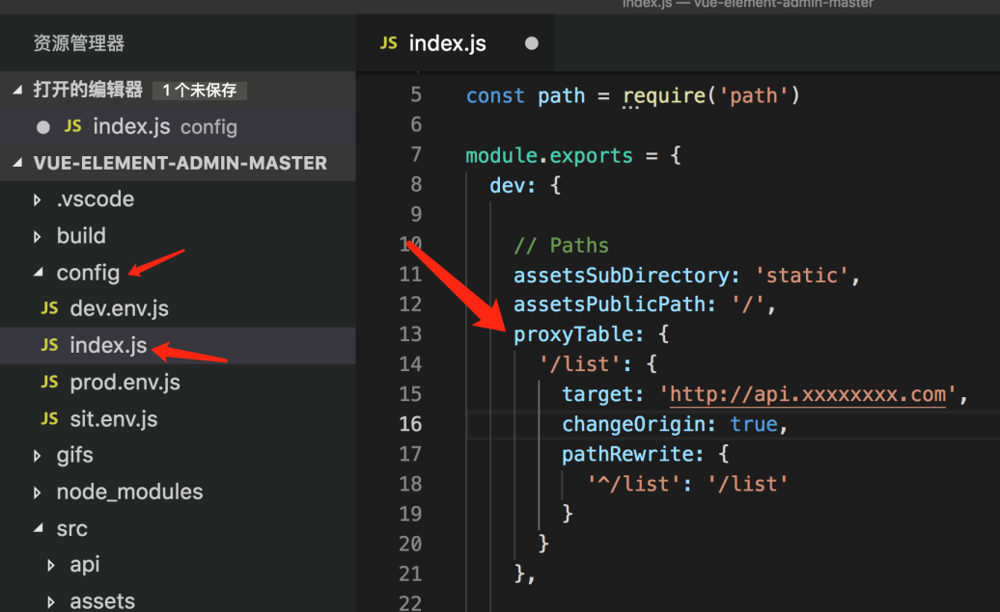 index.js — vue-element-admin-master
资源管理器
打开的编辑器 1 个未保存
JS index.js config
VUE-ELEMENT-ADMIN-MASTER
.vscode
build
config
JS dev.env.js
JS index.js
JS prod.env.js
JS sit.env.js
gifs
node_modules
src
api
assets
JS index.js
5 const path = require('path')
6
7 module.exports = {
8 dev: {
9
10 // Paths
11 assetsSubDirectory: 'static',
12 assetsPublicPath: '/',
13 proxyTable: {
14 '/list': {
15 target: 'http://api.xxxxxxxx.com',
16 changeOrigin: true,
17 pathRewrite: {
18 '^/list': '/list'
19 }
20 }
21 },
22